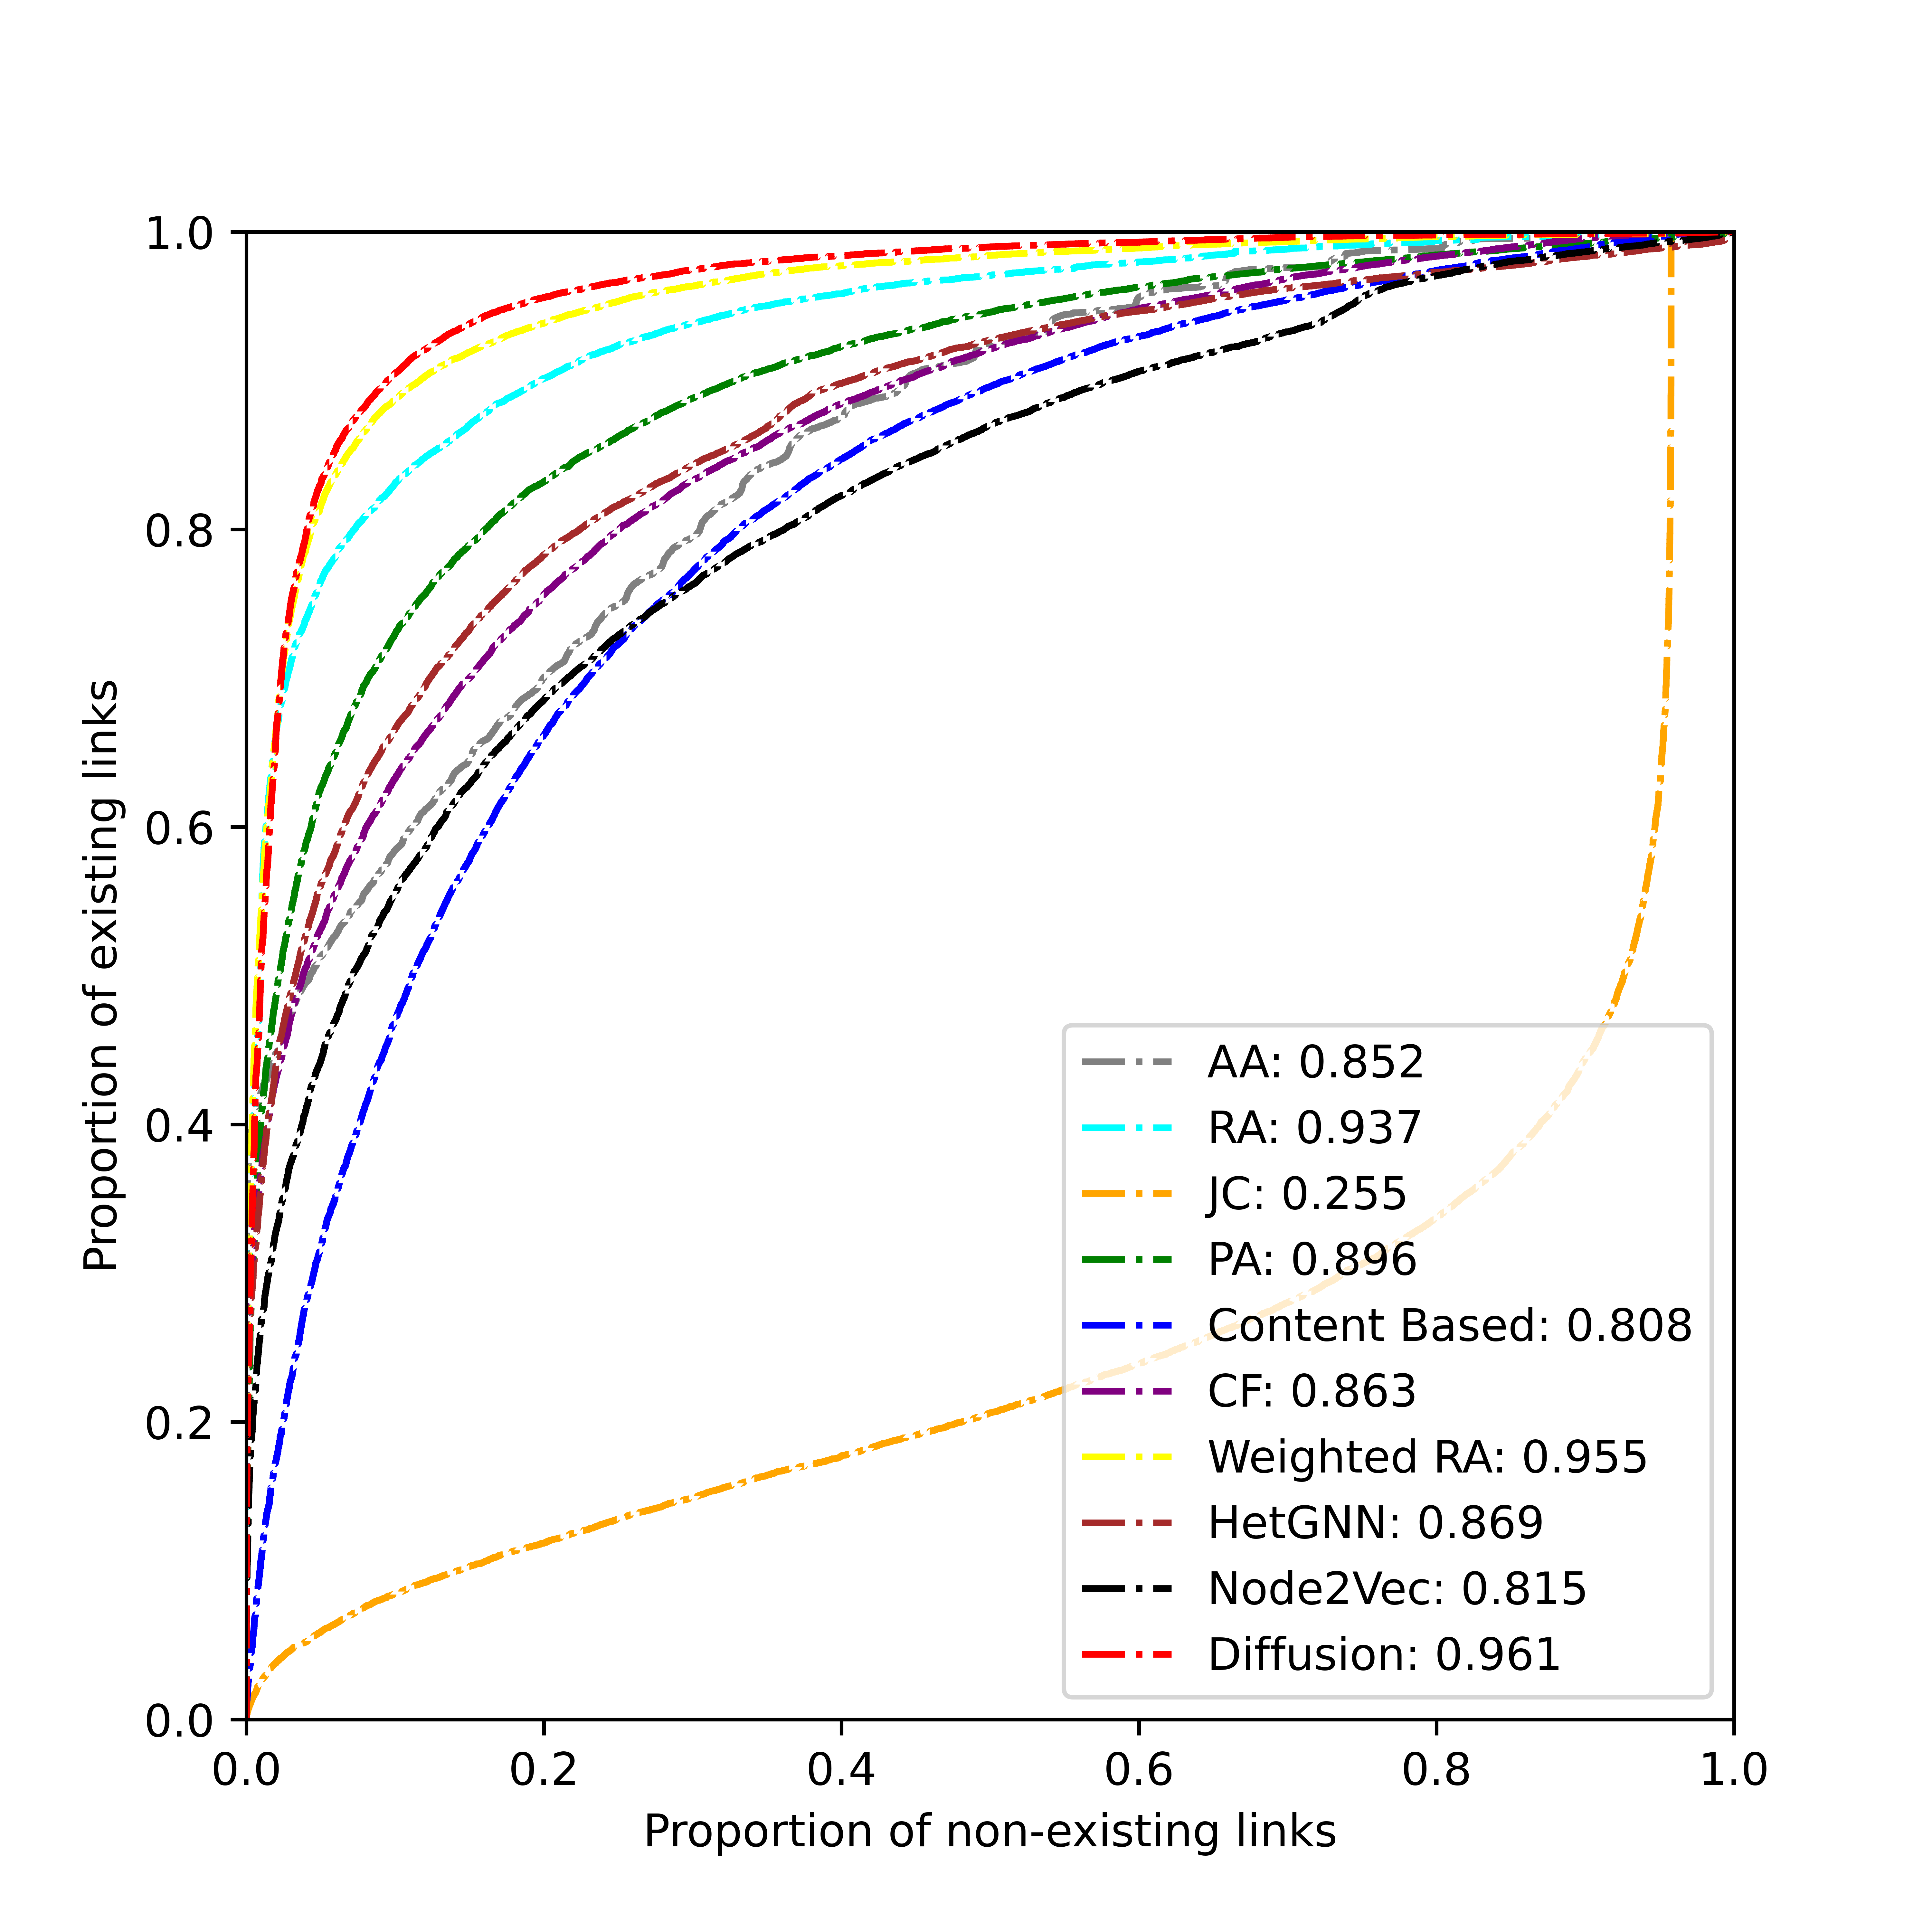 1.0
0.8
0.6
0.4
0.2
0.0
Proportion of existing links
0.0 0.2 0.4 0.6 0.8 1.0
Proportion of non-existing links
AA: 0.852
RA: 0.937
JC: 0.255
PA: 0.896
Content Based: 0.808
CF: 0.863
Weighted RA: 0.955
HetGNN: 0.869
Node2Vec: 0.815
Diffusion: 0.961